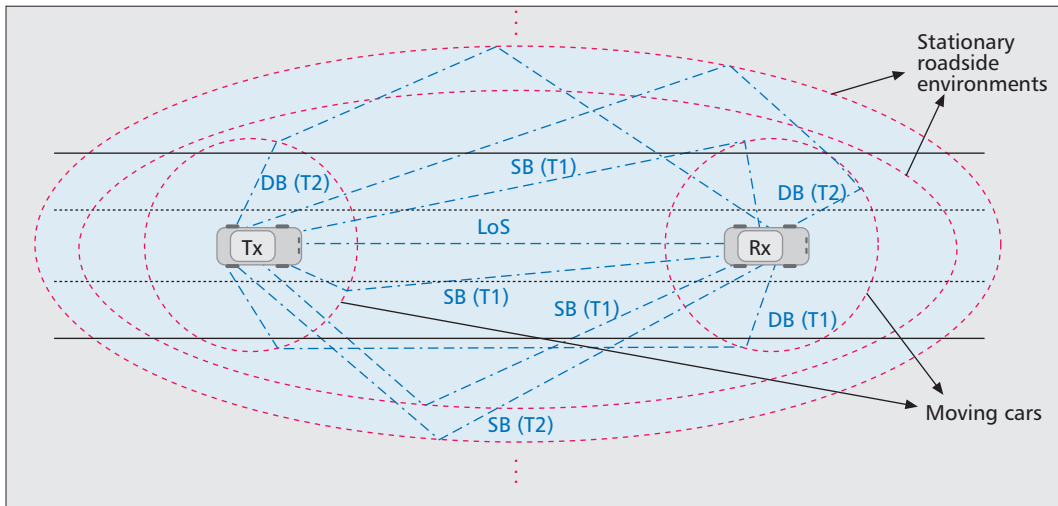 Stationary
roadside
environments
SB (T1)
DB (T2)
DB (T2)
LoS
Tx
Rx
SB (T1)
SB (T1)
DB (T1)
Moving cars
SB (T2)